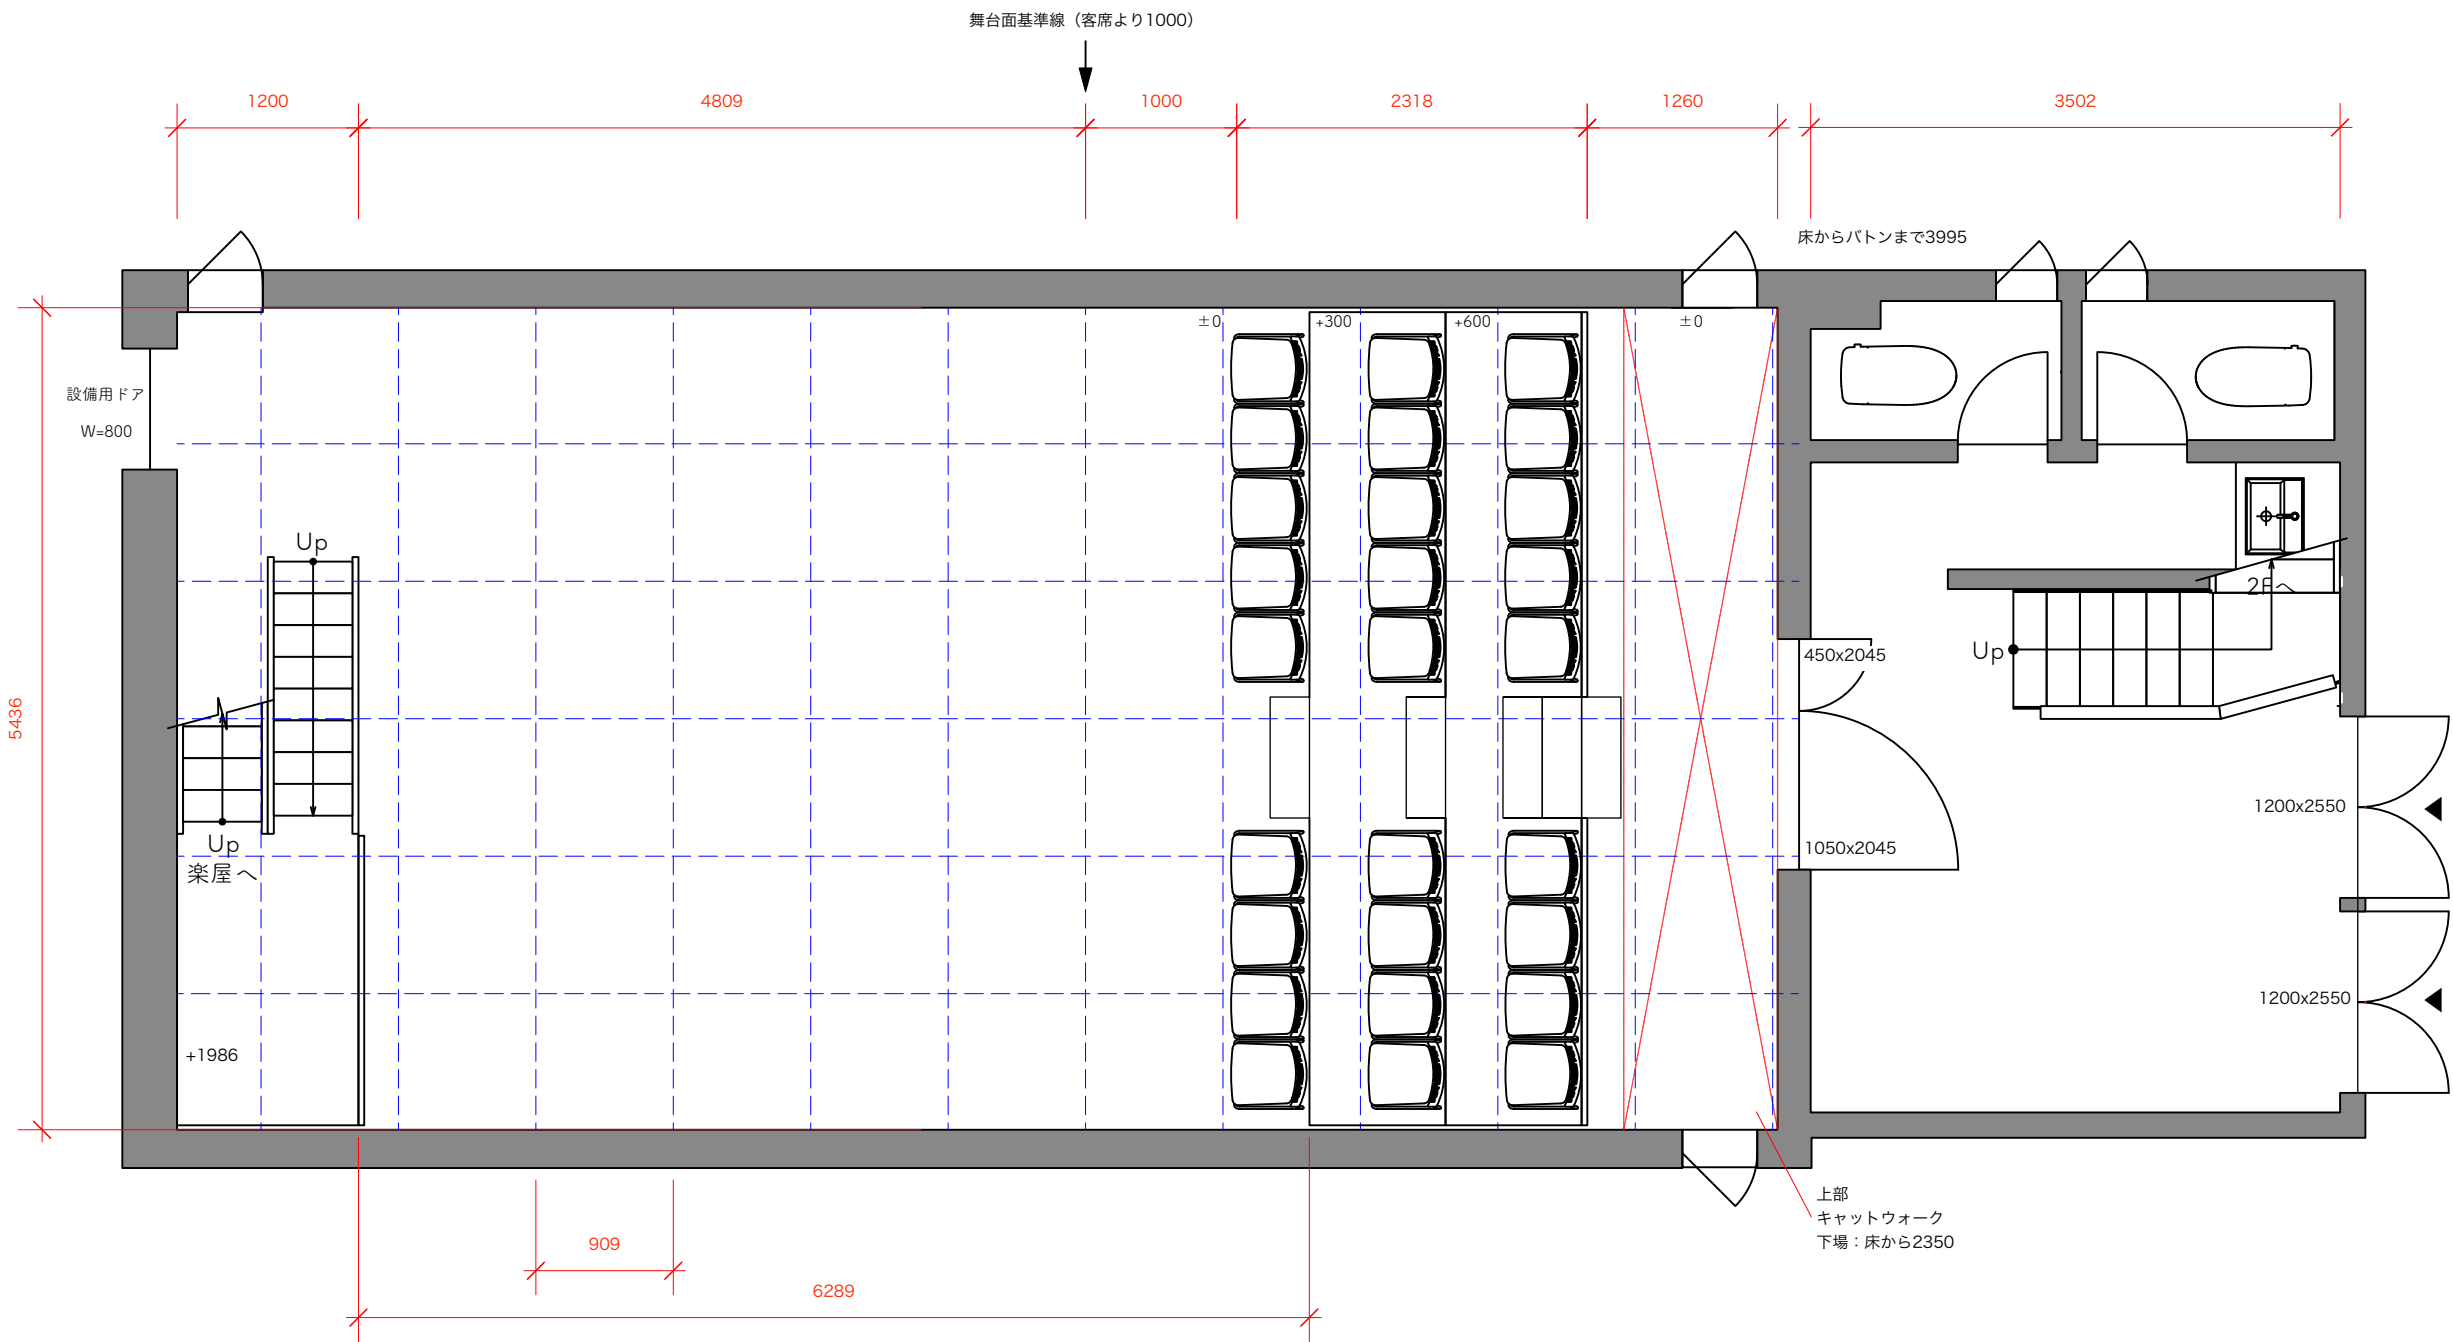 舞台面基準線（客席より1000）
1200
4809
1000
2318
1260
3502
床からバトンまで3995
±0
+300
+600
±0
設備用ドア
W=800
Up
2Fへ
Up
450x2045
5436
1200x2550
Up
楽屋へ
1050x2045
1200x2550
+1986
上部
キャットウォーク
下場：床から2350
909
6289